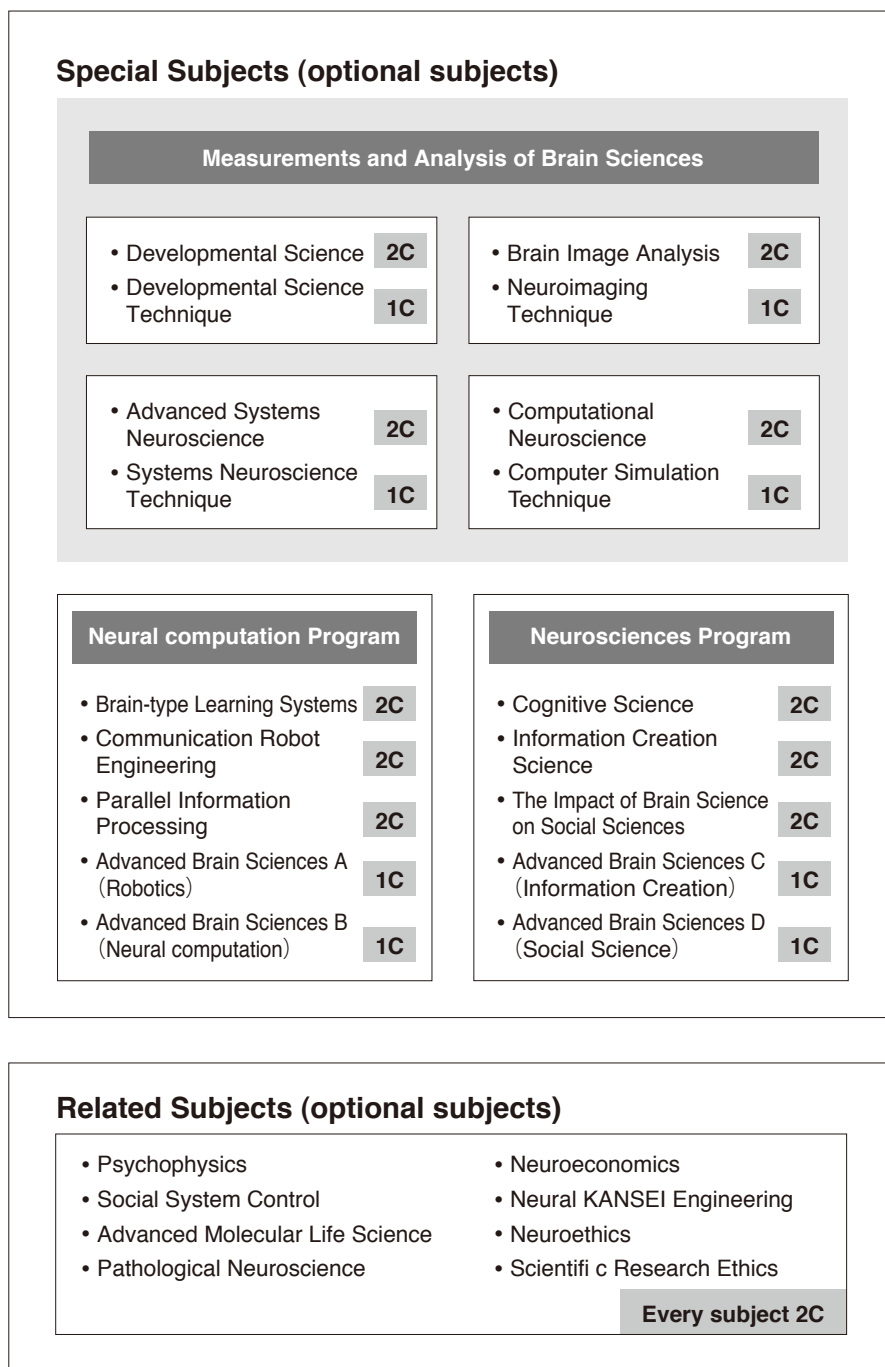 Special Subjects (optional subjects)
Measurements and Analysis of Brain Sciences
• Developmental Science 2C
• Developmental Science
Technique 1C
• Brain Image Analysis 2C
• Neuroimaging
Technique 1C
• Advanced Systems
Neuroscience 2C
• Systems Neuroscience
Technique 1C
• Computational
Neuroscience 2C
• Computer Simulation
Technique 1C
Neural computation Program
• Brain-type Learning Systems 2C
• Communication Robot
Engineering 2C
• Parallel Information
Processing 2C
• Advanced Brain Sciences A
（Robotics） 1C
• Advanced Brain Sciences B
（Neural computation） 1C
Neurosciences Program
• Cognitive Science 2C
• Information Creation
Science 2C
• The Impact of Brain Science
on Social Sciences 2C
• Advanced Brain Sciences C
（Information Creation） 1C
• Advanced Brain Sciences D
（Social Science） 1C
Related Subjects (optional subjects)
• Psychophysics
• Social System Control
• Advanced Molecular Life Science
• Pathological Neuroscience
• Neuroeconomics
• Neural KANSEI Engineering
• Neuroethics
• Scientifi c Research Ethics
Every subject 2C